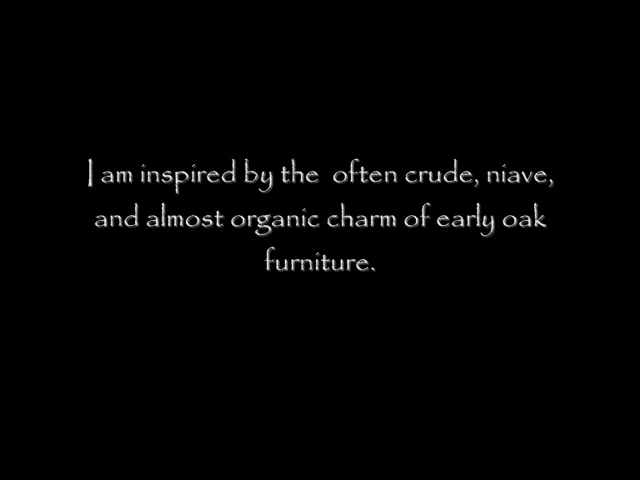 I am inspired by the  often crude, niave,
and almost organic charm of early oak
furniture.